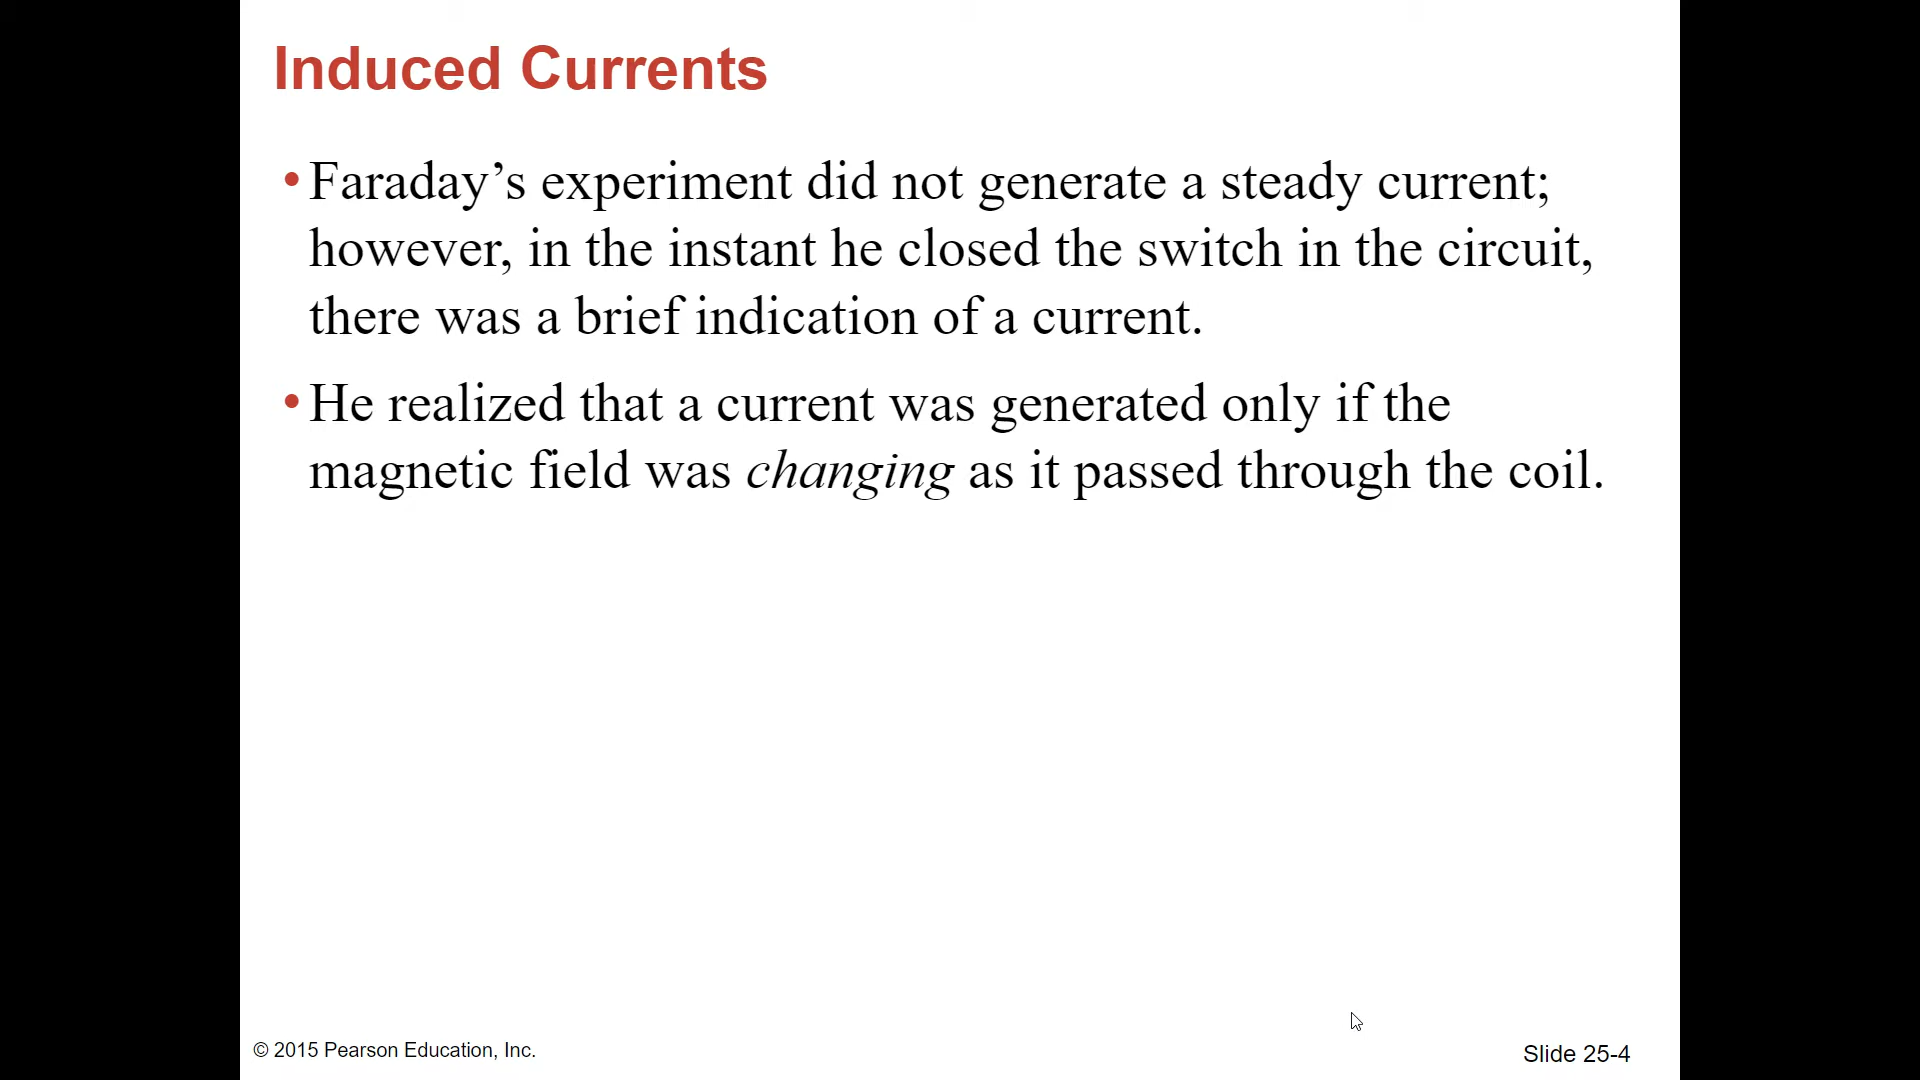 Induced Currents
• Faraday’s experiment did not generate a steady current;
however, in the instant he closed the switch in the circuit,
there was a brief indication of a current.
• He realized that a current was generated only if the
magnetic field was changing as it passed through the coil.
© 2015 Pearson Education, Inc.
Slide 25-4